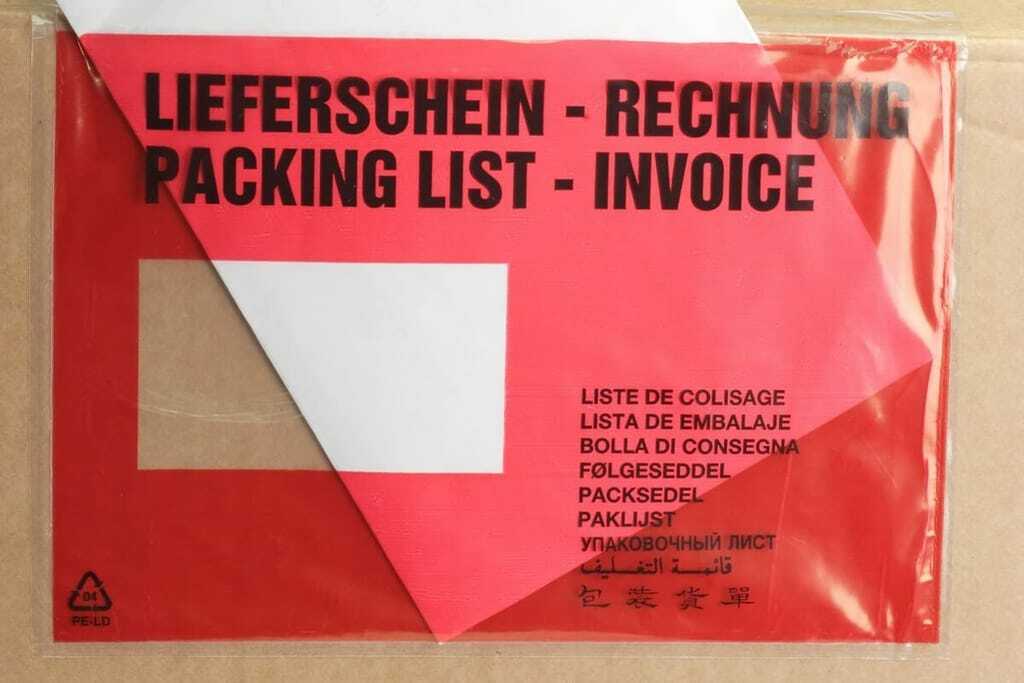 LIEFERSCHEIN - RECHNUNG
PACKING LIST - INVOICE
LISTE DE COLISAGE
LISTA DE EMBALAJE
BOLLA DI CONSEGNA
FØLGESEDDEL
PACKSEDEL
PAKLIJST
УПАКОВОЧНЫЙ ЛИСТ
قائمة التغليف
包裝貨單
04
PE-LD